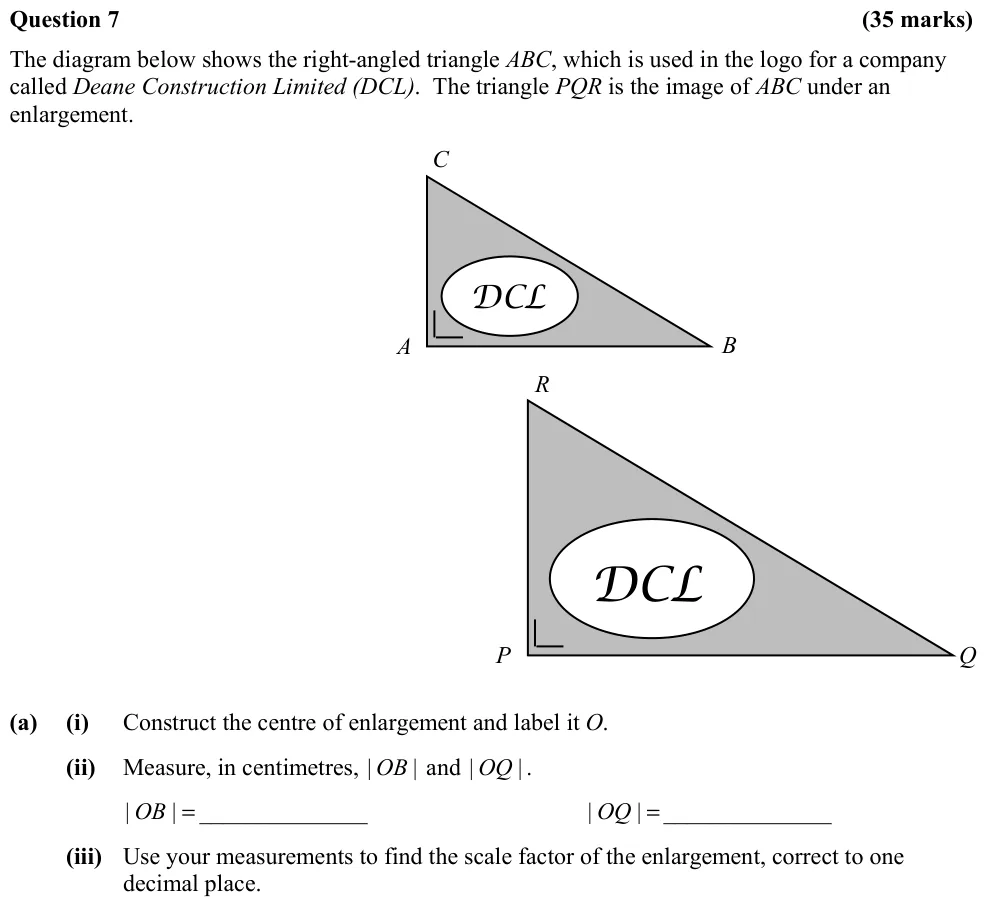 Question 7 (35 marks)
The diagram below shows the right-angled triangle ABC, which is used in the logo for a company
called Deane Construction Limited (DCL).  The triangle PQR is the image of ABC under an
enlargement.
C
DCL
A
B
R
DCL
P
Q
(a) (i) Construct the centre of enlargement and label it O.
(ii) Measure, in centimetres, |OB| and |OQ|.
|OB|=______________ |OQ|=______________
(iii) Use your measurements to find the scale factor of the enlargement, correct to one
decimal place.